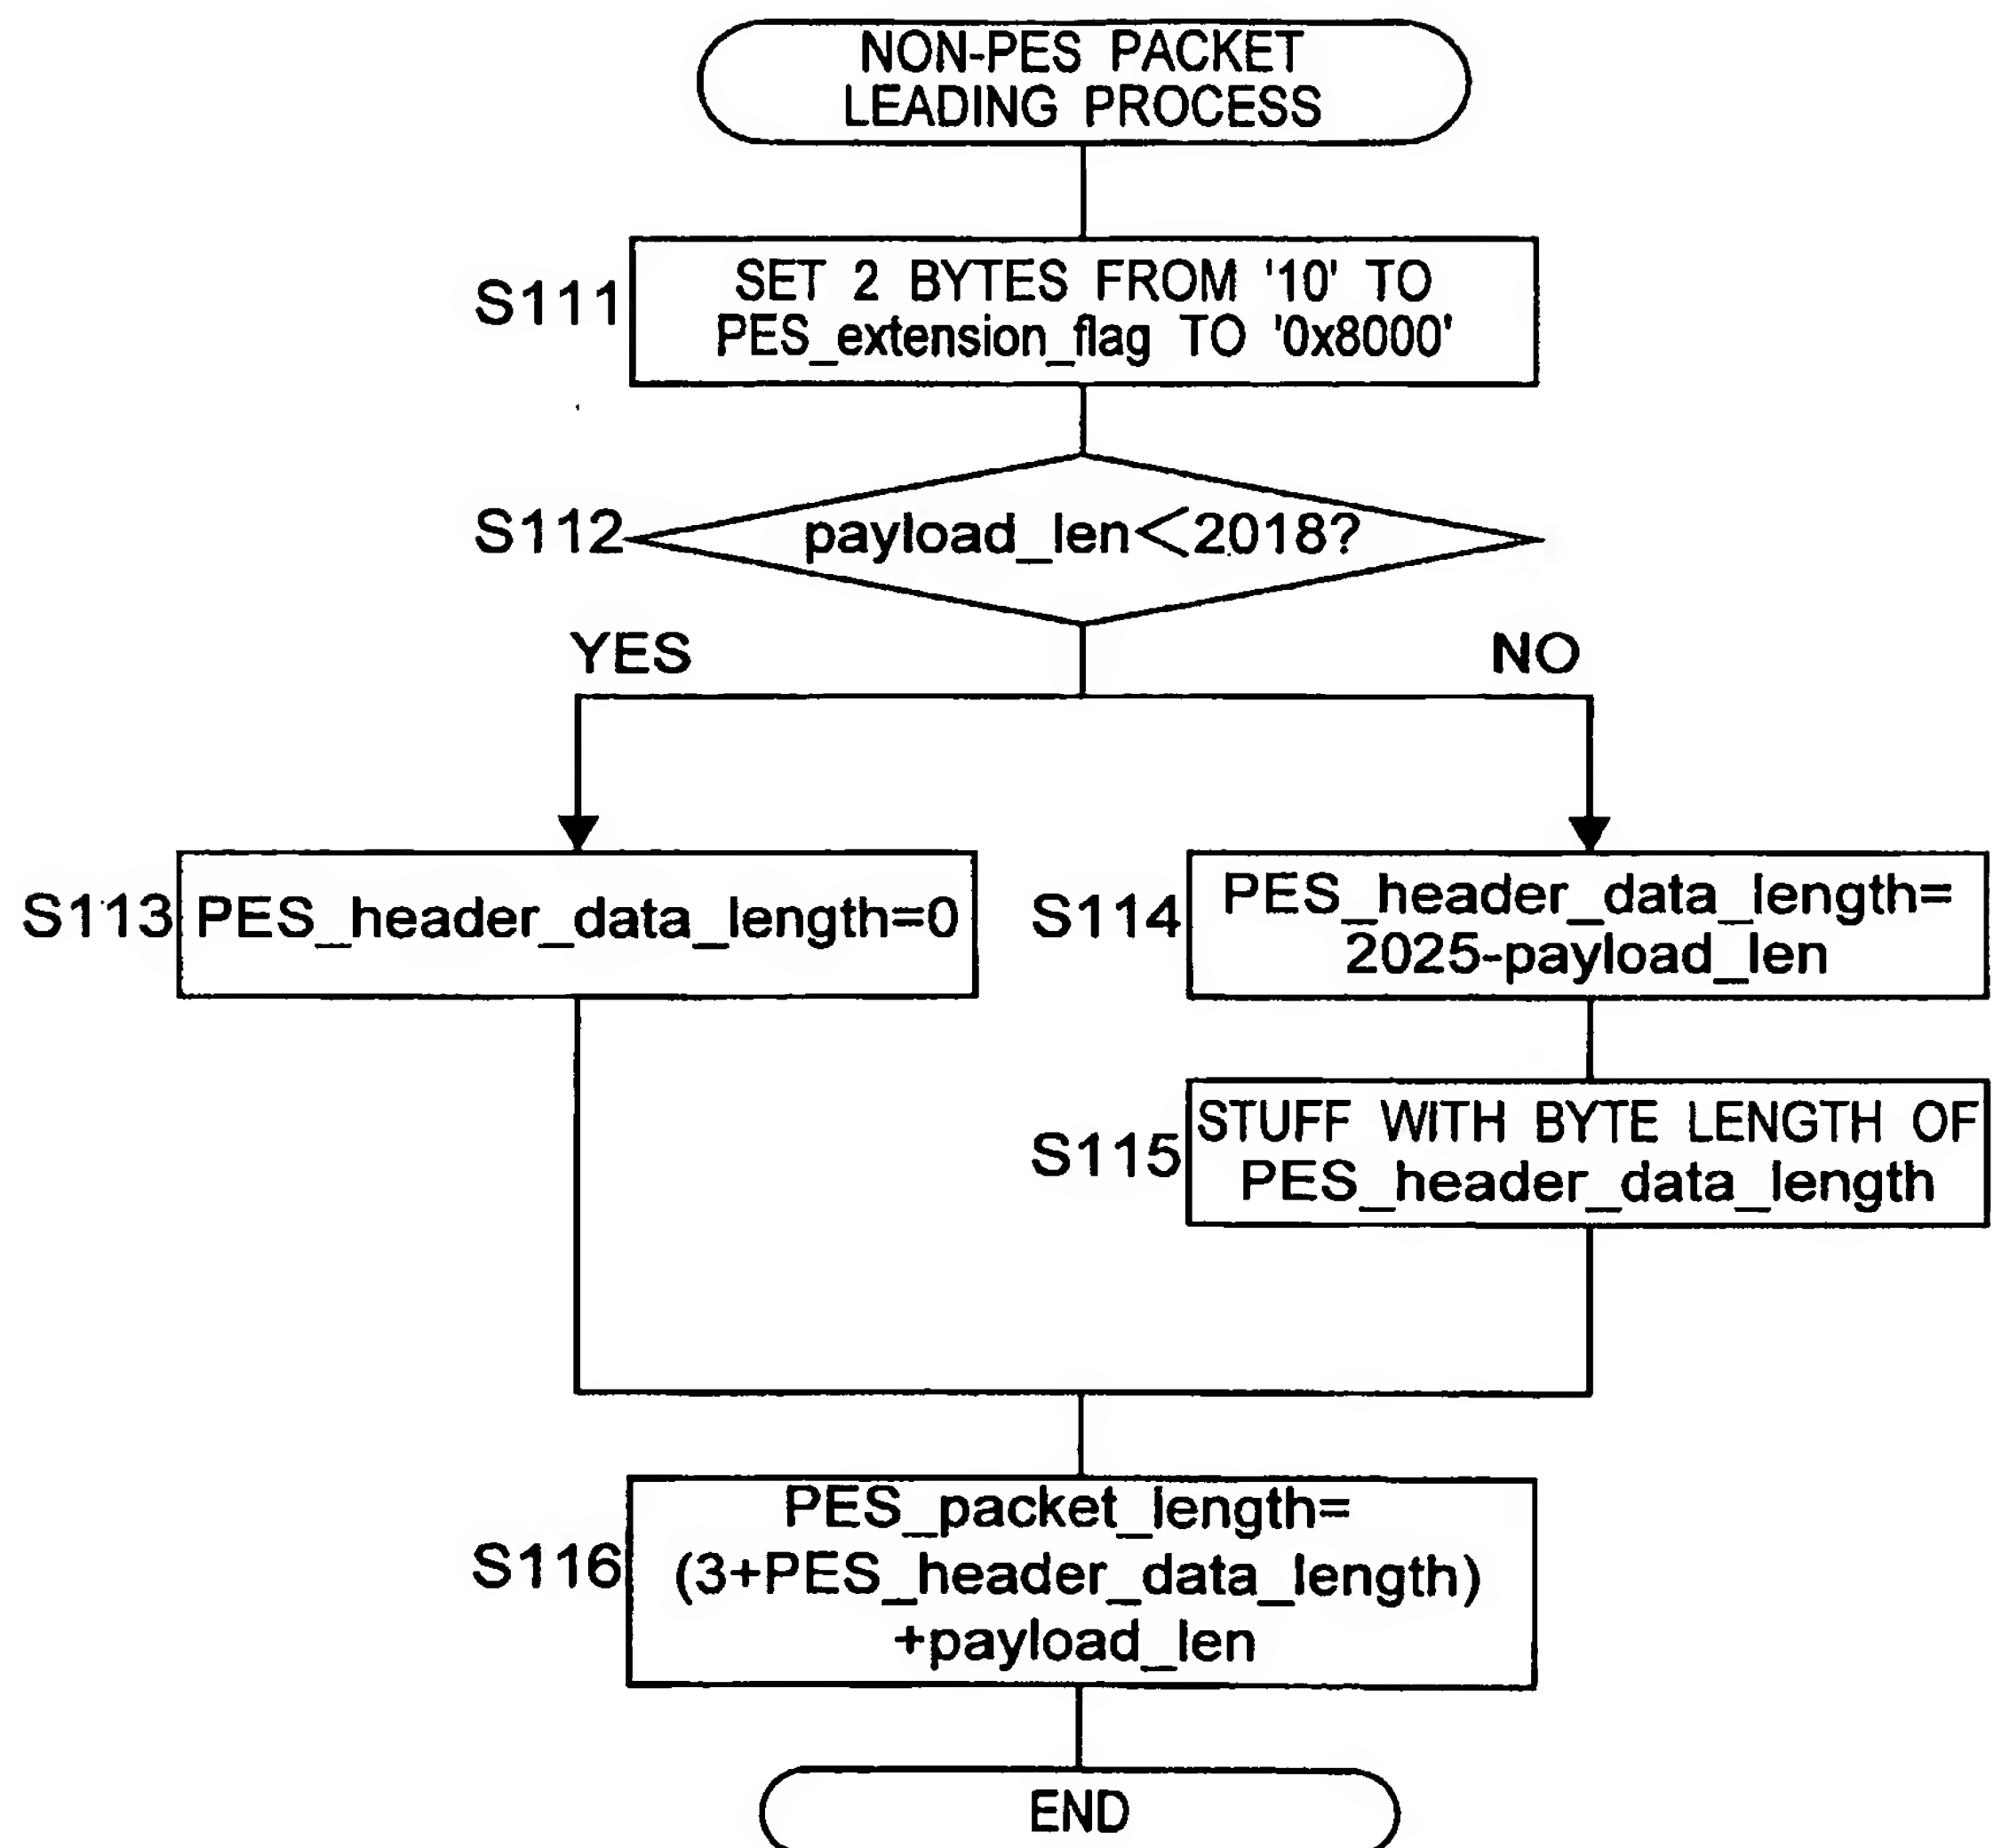 NON-PES PACKET
LEADING PROCESS
S111
SET 2 BYTES FROM '10' TO
PES_extension_flag TO '0x8000'
S112
payload_len<2018?
YES
NO
S113
PES_header_data_length=0
S114
PES_header_data_length=
2025-payload_len
S115
STUFF WITH BYTE LENGTH OF
PES_header_data_length
S116
PES_packet_length=
(3+PES_header_data_length)
+payload_len
END